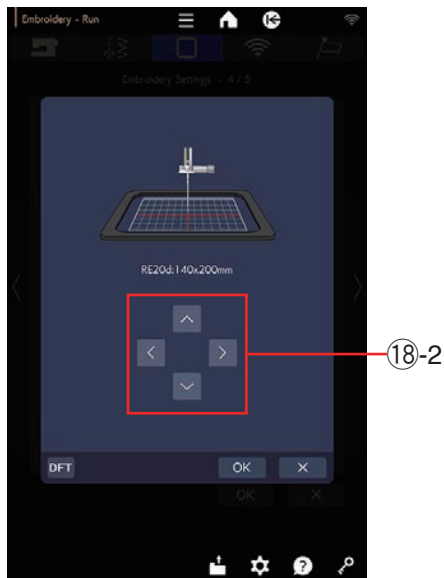 Embroidery - Run
Embroidery Settings - 4 / 5
RE20d:140x200mm
⑱-2
DFT
OK
OK